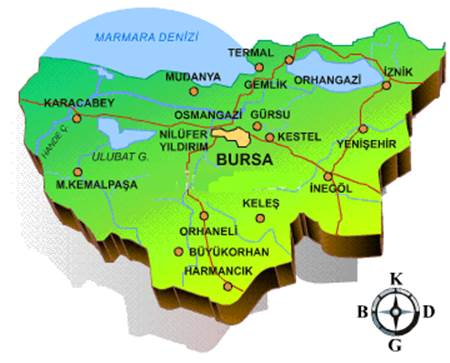 MARMARA DENİZİ
TERMAL
İZNİK
MUDANYA
GEMLİK
ORHANGAZİ
KARACABEY
OSMANGAZİ
GÜRSU
HANDE Ç.
NİLÜFER
KESTEL
YENİŞEHİR
ULUBAT G.
YILDIRIM
BURSA
M.KEMALPAŞA
İNEGÖL
KELEŞ
ORHANELİ
BÜYÜKORHAN
HARMANCIK
K
B
D
G